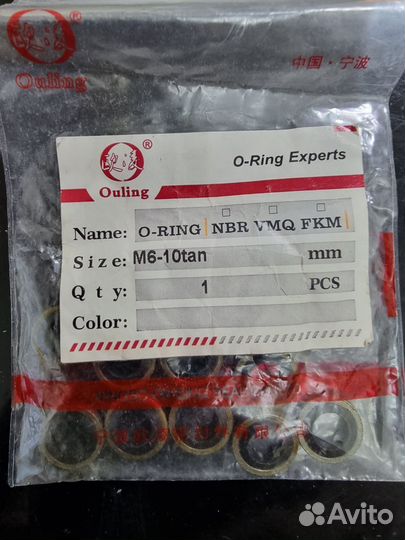 ®
Ouling
中国·宁波
®
Ouling
O-Ring Experts
Name: O-RING NBR VMQ FKM
Size: M6-10tan mm
Qty: 1 PCS
Color:
Avito